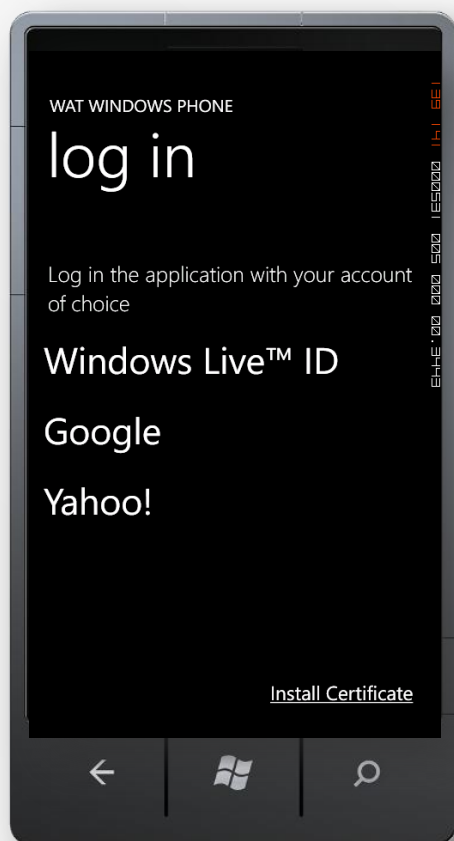 WAT WINDOWS PHONE
log in
Log in the application with your account
of choice
Windows Live™ ID
Google
Yahoo!
Install Certificate